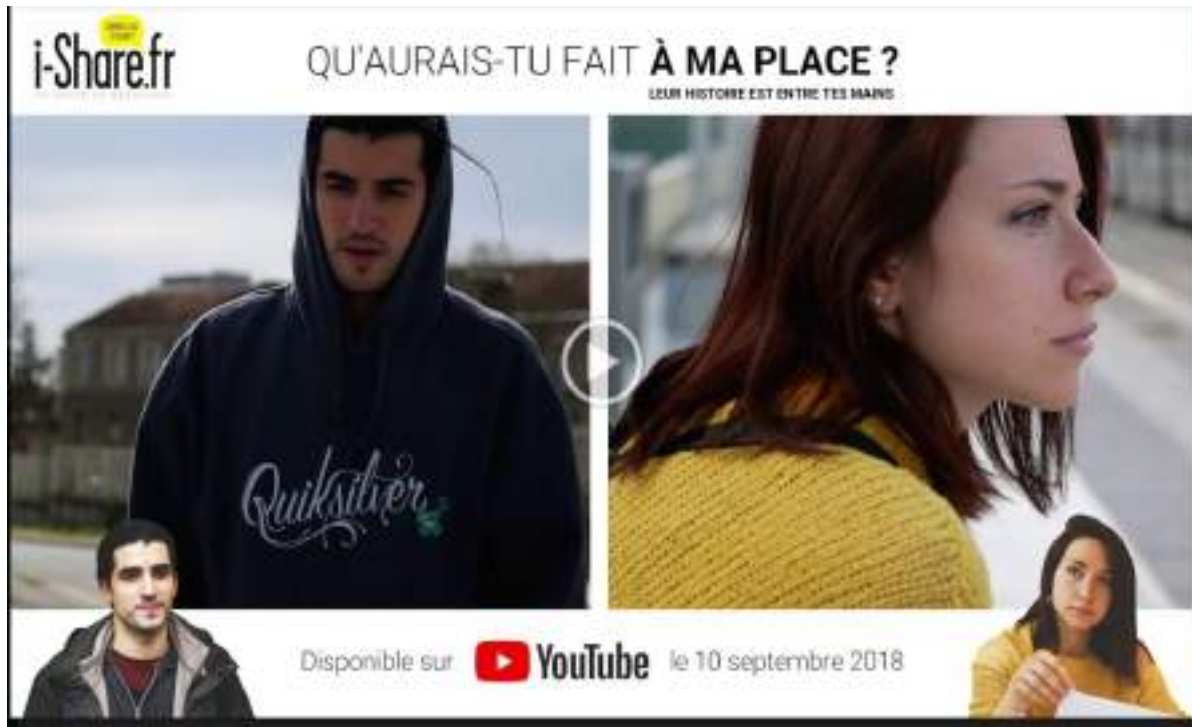 i-Share.fr
QU'AURAIS-TU FAIT À MA PLACE ?
LEUR HISTOIRE EST ENTRE TES MAINS
Quiksilver
Disponible sur YouTube le 10 septembre 2018